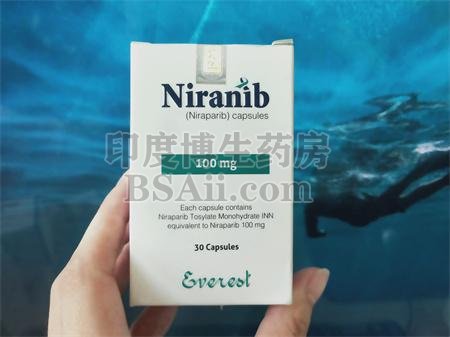 Niranib
(Niraparib) capsules
印度博生药房
100 mg
BSAii.com
Each capsule contains
Niraparib Tosylate Monohydrate INN
equivalent to Niraparib 100 mg
30 Capsules
Everest